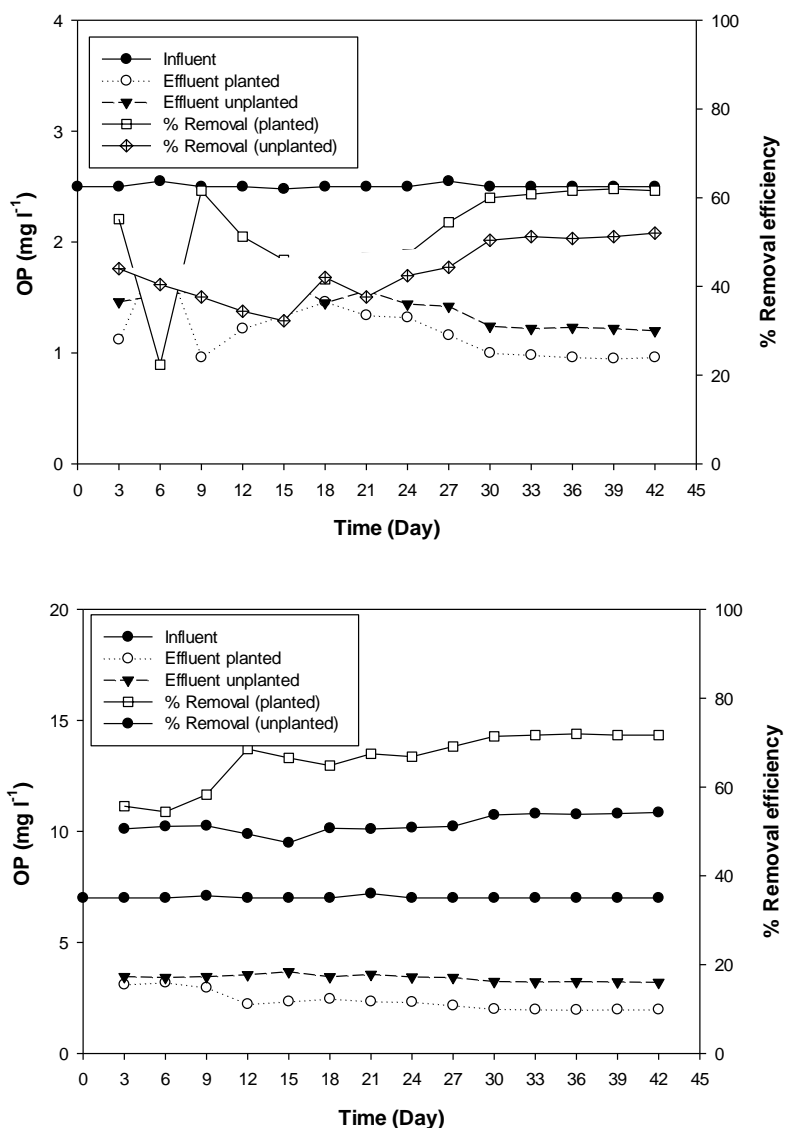 Influent
Effluent planted
Effluent unplanted
% Removal (planted)
% Removal (unplanted)
OP (mg l-1)
4
3
2
1
0
100
80
60
40
20
0
% Removal efficiency
0 3 6 9 12 15 18 21 24 27 30 33 36 39 42 45
Time (Day)
Influent
Effluent planted
Effluent unplanted
% Removal (planted)
% Removal (unplanted)
OP (mg l-1)
20
15
10
5
0
100
80
60
40
20
0
% Removal efficiency
0 3 6 9 12 15 18 21 24 27 30 33 36 39 42 45
Time (Day)